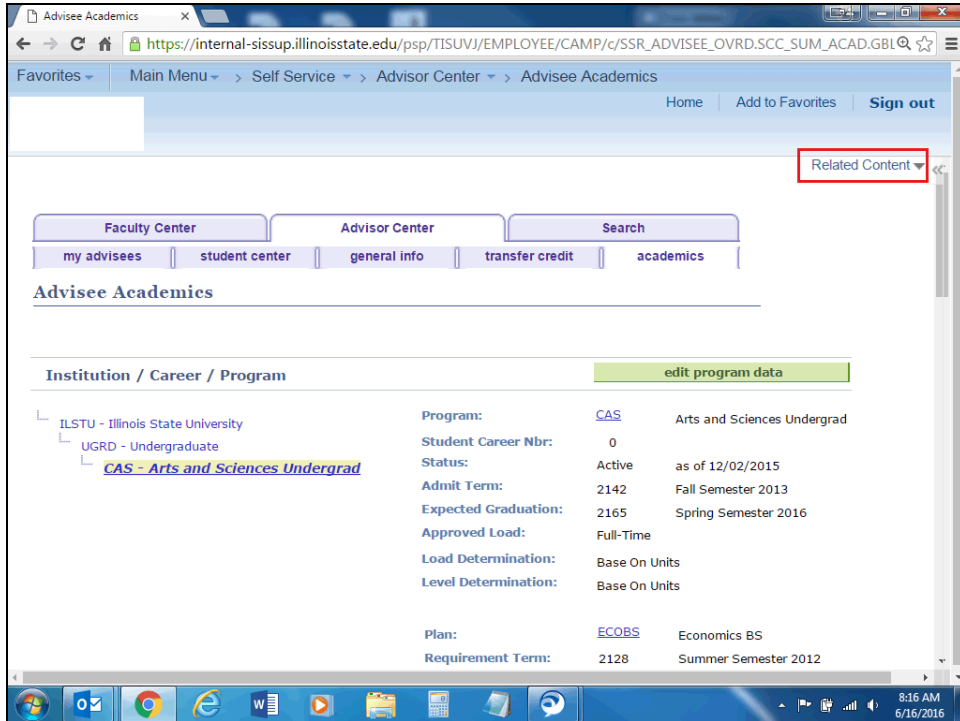 Advisee Academics
https://internal-sissup.illinoisstate.edu/psp/TISUVJ/EMPLOYEE/CAMP/c/SSR_ADVISEE_OVRD.SCC_SUM_ACAD.GBL
Favorites Main Menu > Self Service > Advisor Center > Advisee Academics
Home Add to Favorites Sign out
Related Content
Faculty Center Advisor Center Search
my advisees student center general info transfer credit academics
Advisee Academics
Institution / Career / Program edit program data
ILSTU - Illinois State University
UGRD - Undergraduate
CAS - Arts and Sciences Undergrad
Program: CAS Arts and Sciences Undergrad
Student Career Nbr: 0
Status: Active as of 12/02/2015
Admit Term: 2142 Fall Semester 2013
Expected Graduation: 2165 Spring Semester 2016
Approved Load: Full-Time
Load Determination: Base On Units
Level Determination: Base On Units
Plan: ECOBS Economics BS
Requirement Term: 2128 Summer Semester 2012
8:16 AM
6/16/2016